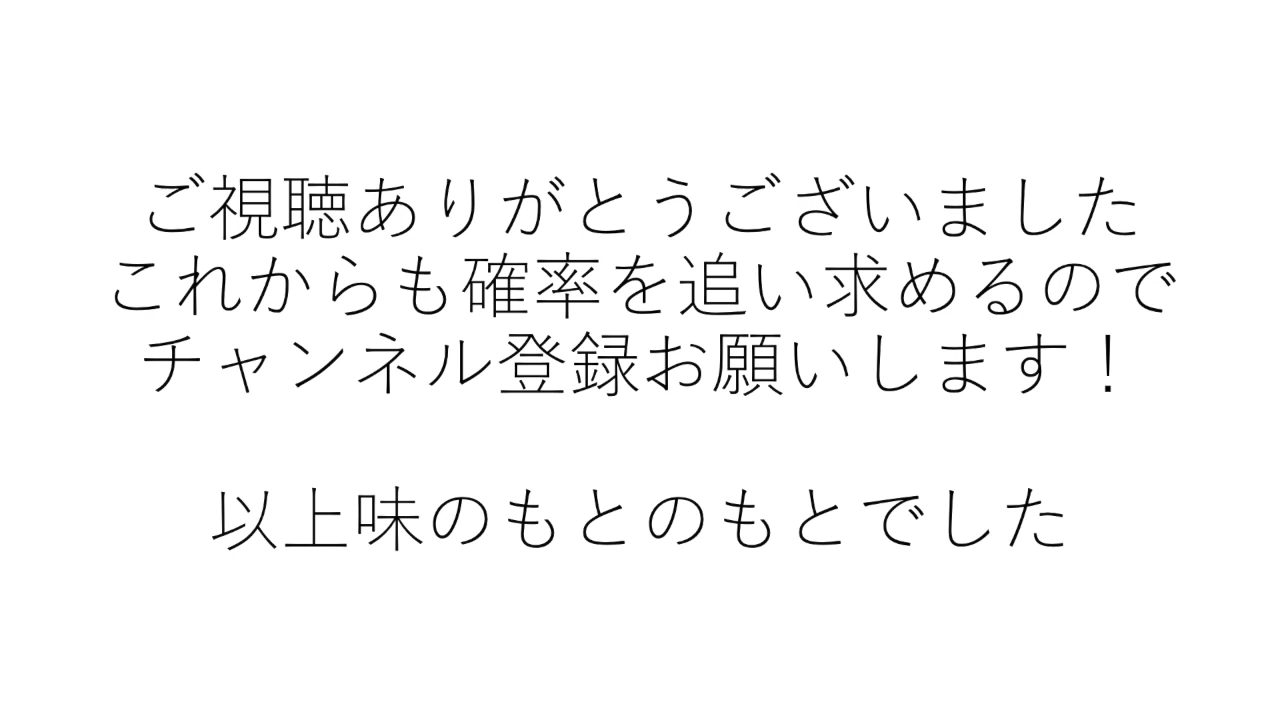 ご視聴ありがとうございました
これからも確率を追い求めるので
チャンネル登録お願いします！
以上味のもとのもとでした